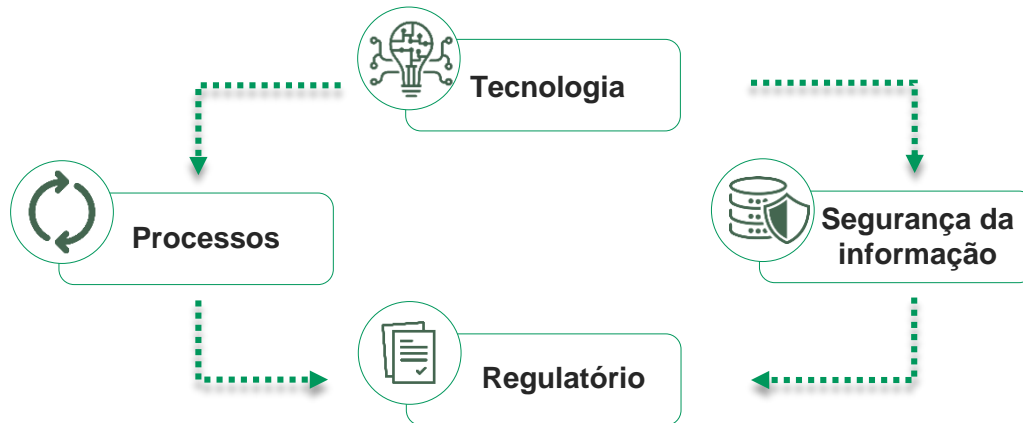 Tecnologia
Processos
Segurança da
informação
Regulatório